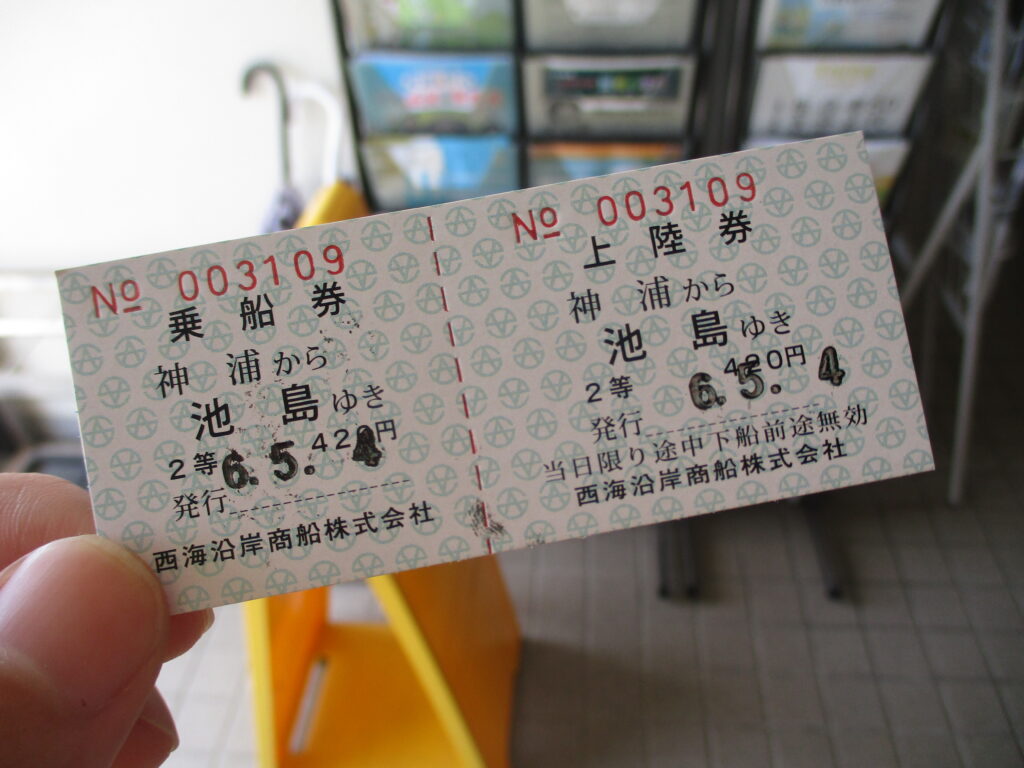 № 003109
乗船券
神浦から
池島ゆき
2等 420円
6.5.4
発行
西海沿岸商船株式会社
№ 003109
上陸券
神浦から
池島ゆき
2等 420円
6.5.4
発行
当日限り途中下船前途無効
西海沿岸商船株式会社